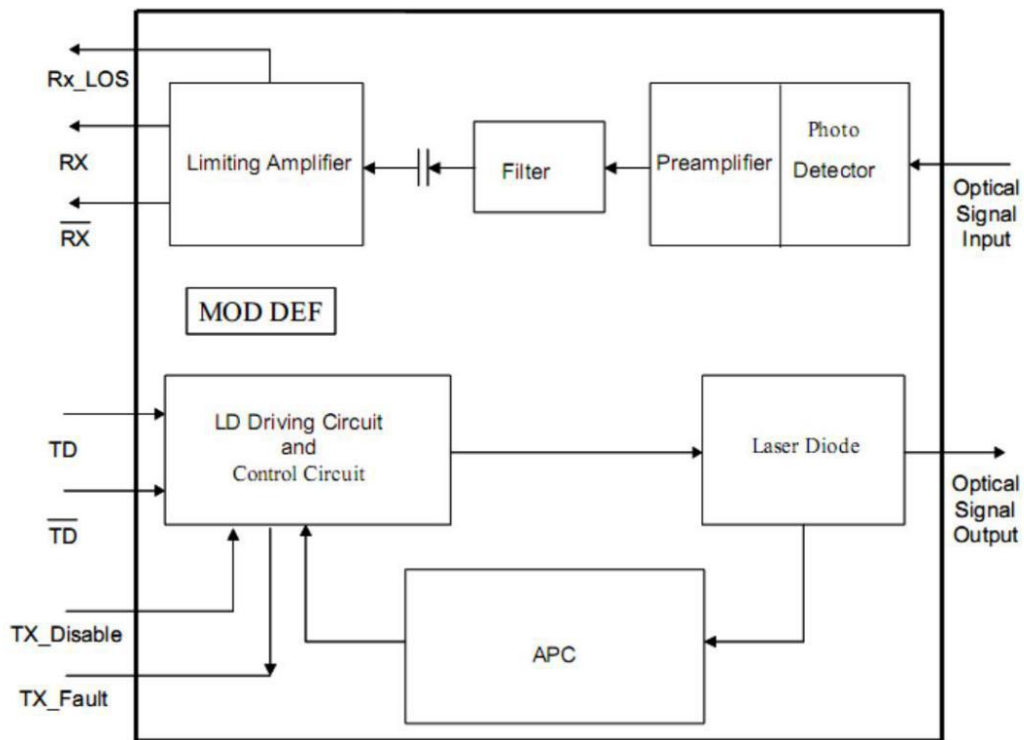 Rx_LOS
RX
RX
Limiting Amplifier
Filter
Preamplifier
Photo
Detector
Optical
Signal
Input
MOD DEF
TD
TD
LD Driving Circuit
and
Control Circuit
Laser Diode
Optical
Signal
Output
TX_Disable
TX_Fault
APC